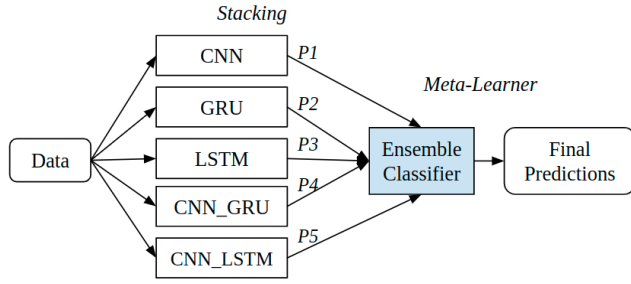 Stacking
CNN
P1
Meta-Learner
GRU
P2
Data
LSTM
P3
Ensemble
Classifier
Final
Predictions
CNN_GRU
P4
CNN_LSTM
P5